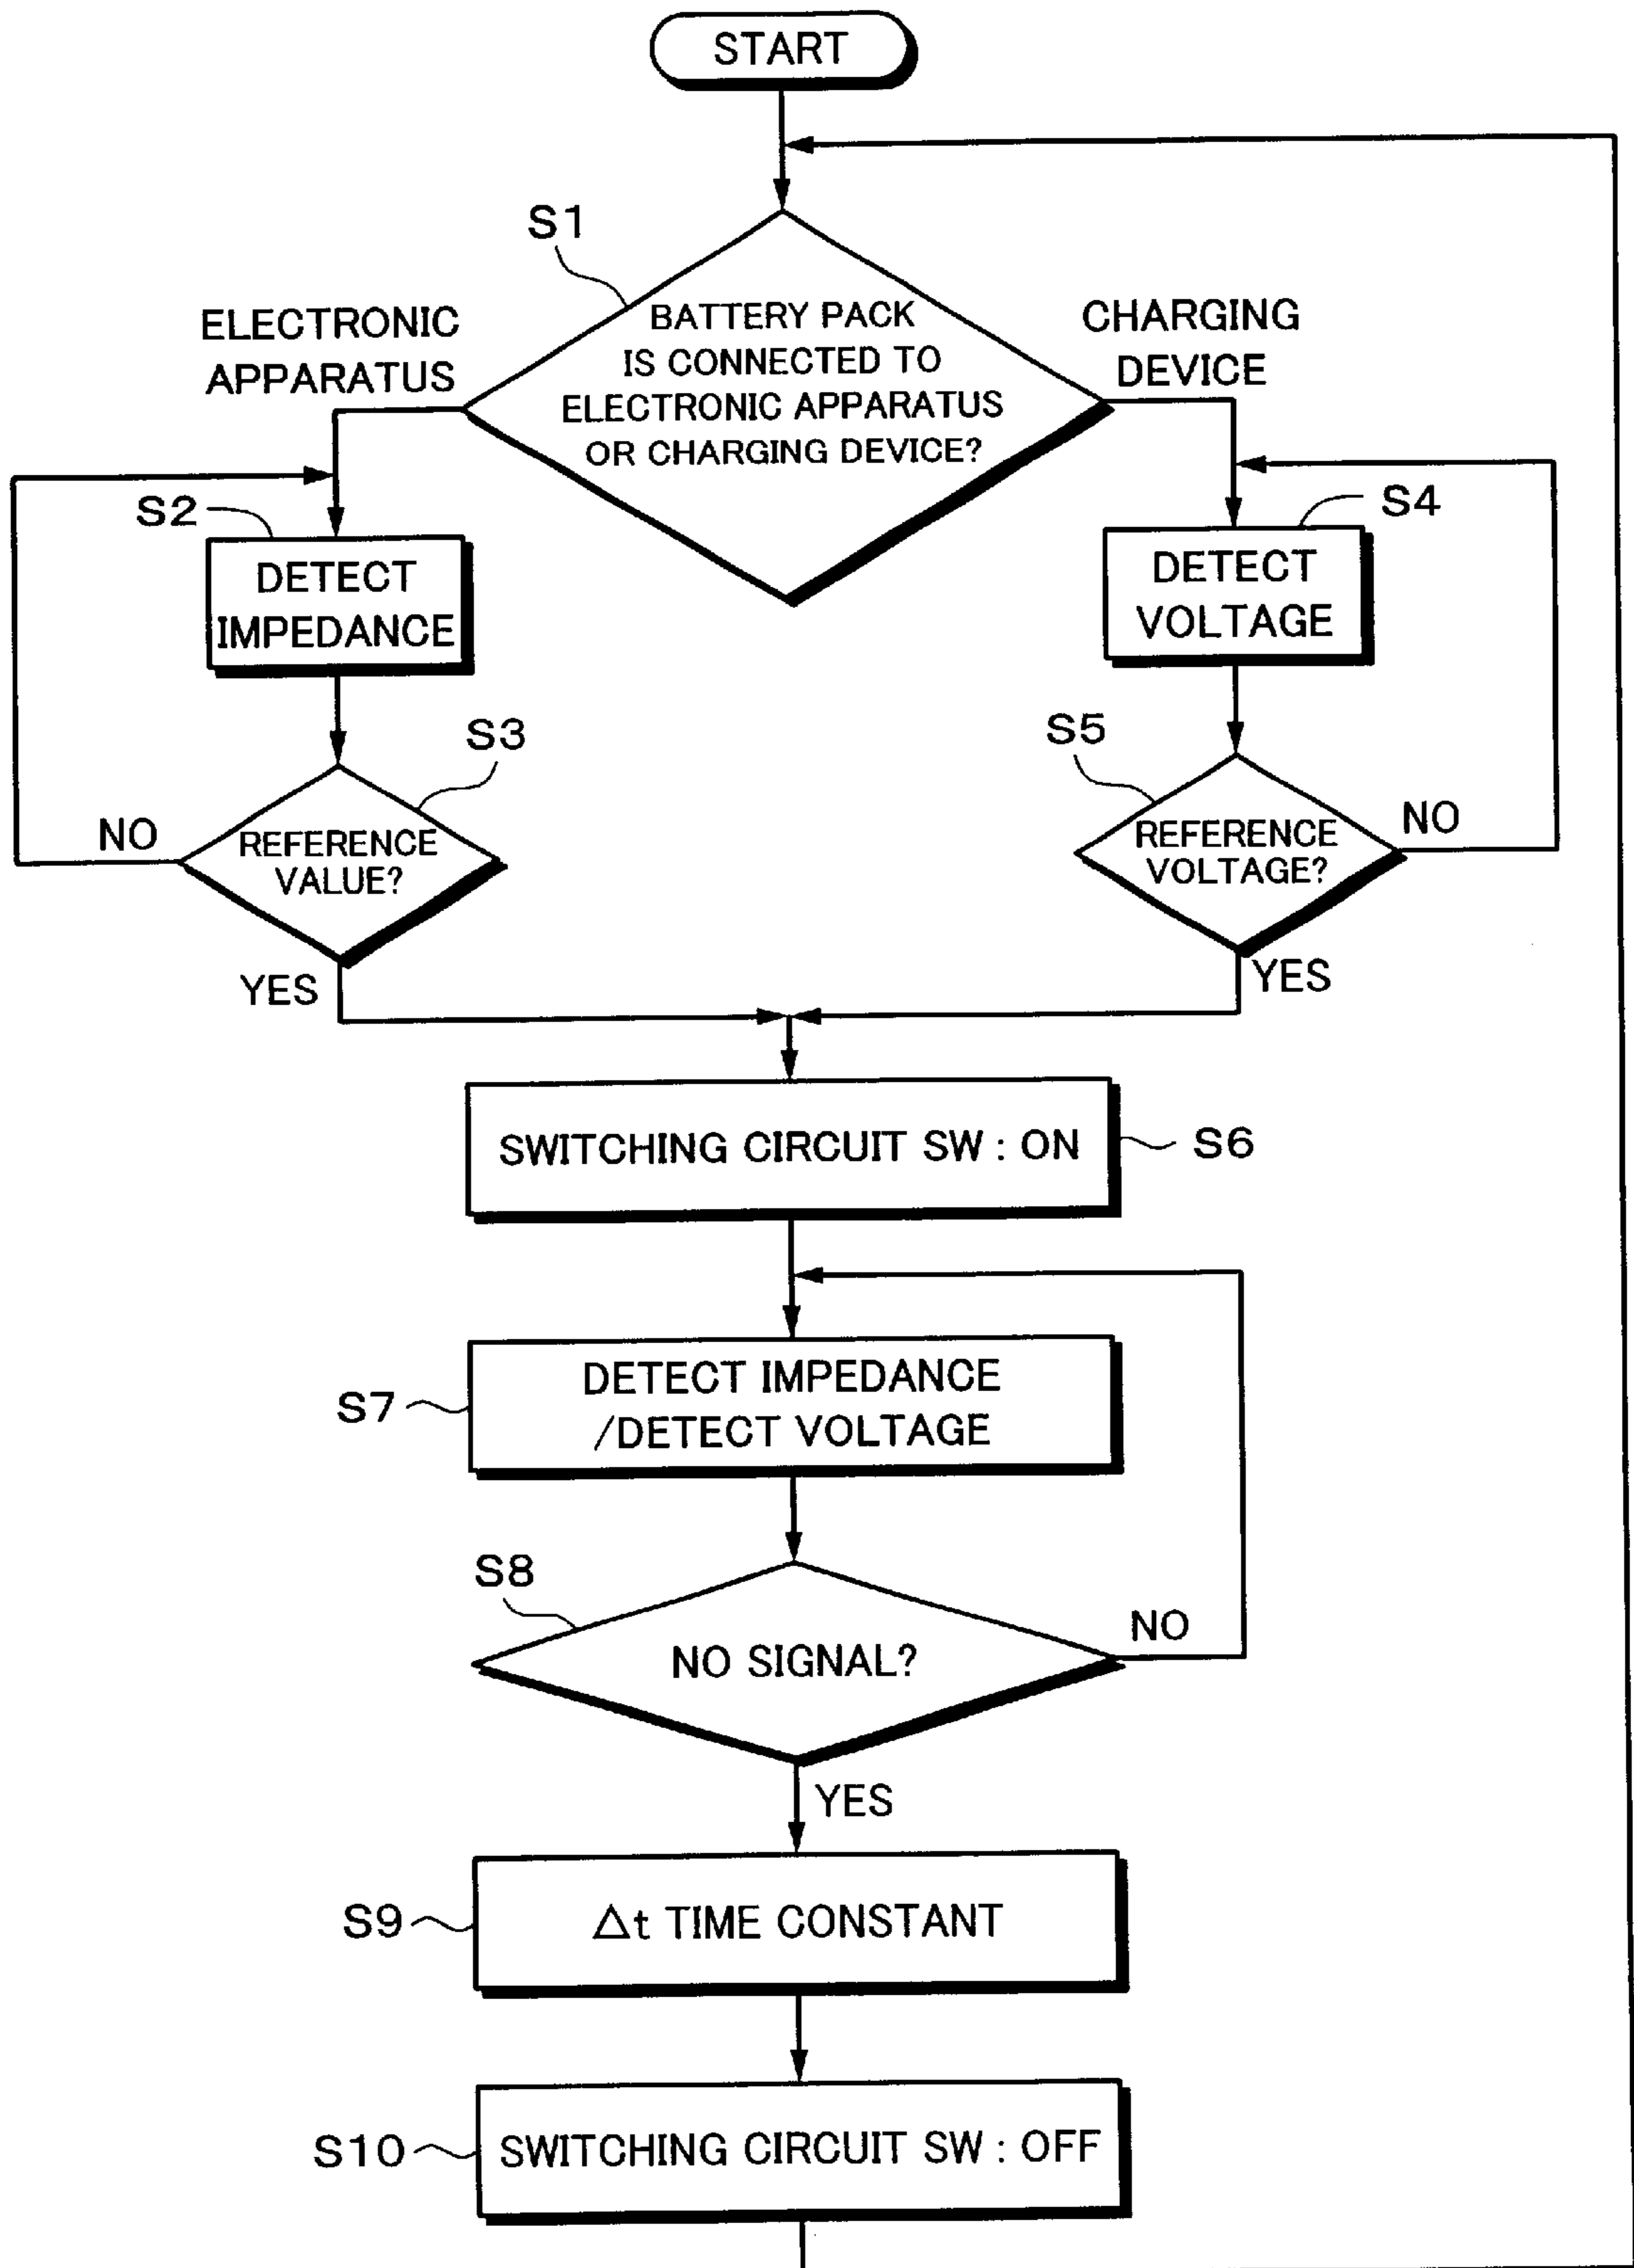 START
S1
BATTERY PACK
IS CONNECTED TO
ELECTRONIC APPARATUS
OR CHARGING DEVICE?
ELECTRONIC
APPARATUS
CHARGING
DEVICE
S2
DETECT
IMPEDANCE
S4
DETECT
VOLTAGE
S3
REFERENCE
VALUE?
NO
YES
S5
REFERENCE
VOLTAGE?
NO
YES
SWITCHING CIRCUIT SW : ON
S6
S7
DETECT IMPEDANCE
/DETECT VOLTAGE
S8
NO SIGNAL?
NO
YES
S9
Δt TIME CONSTANT
S10
SWITCHING CIRCUIT SW : OFF